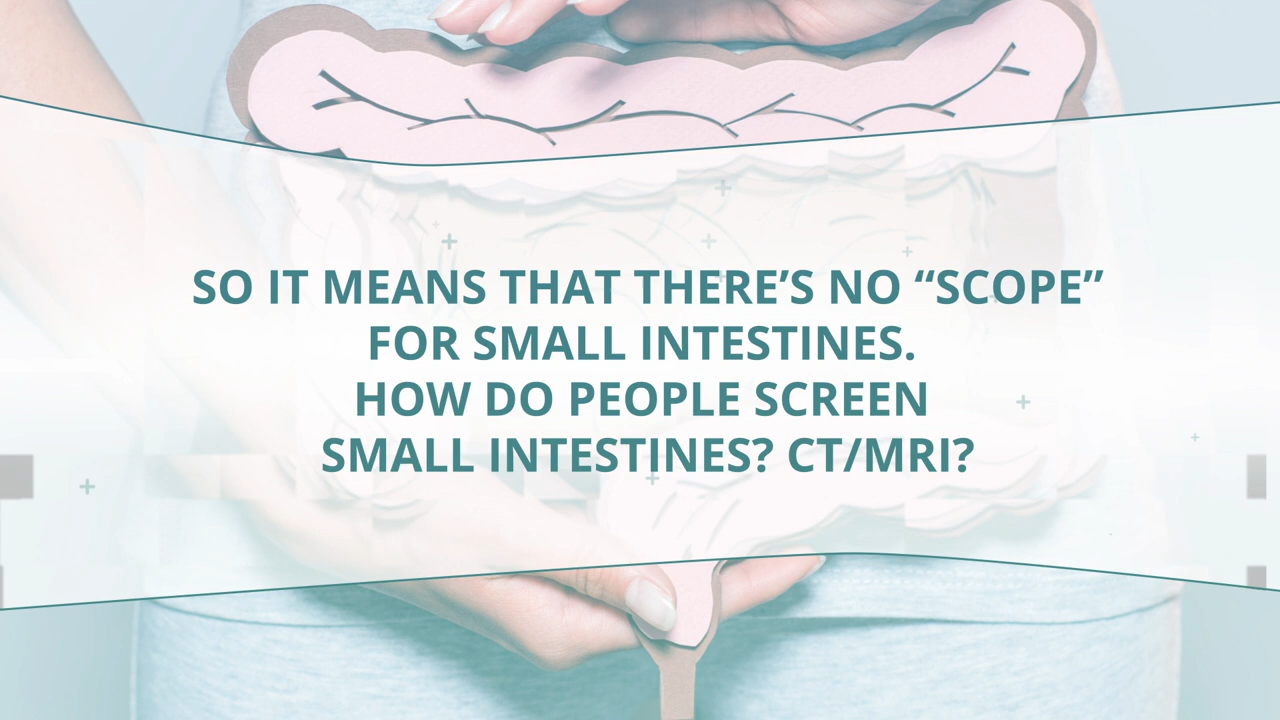 SO IT MEANS THAT THERE’S NO “SCOPE”
FOR SMALL INTESTINES.
HOW DO PEOPLE SCREEN
SMALL INTESTINES? CT/MRI?